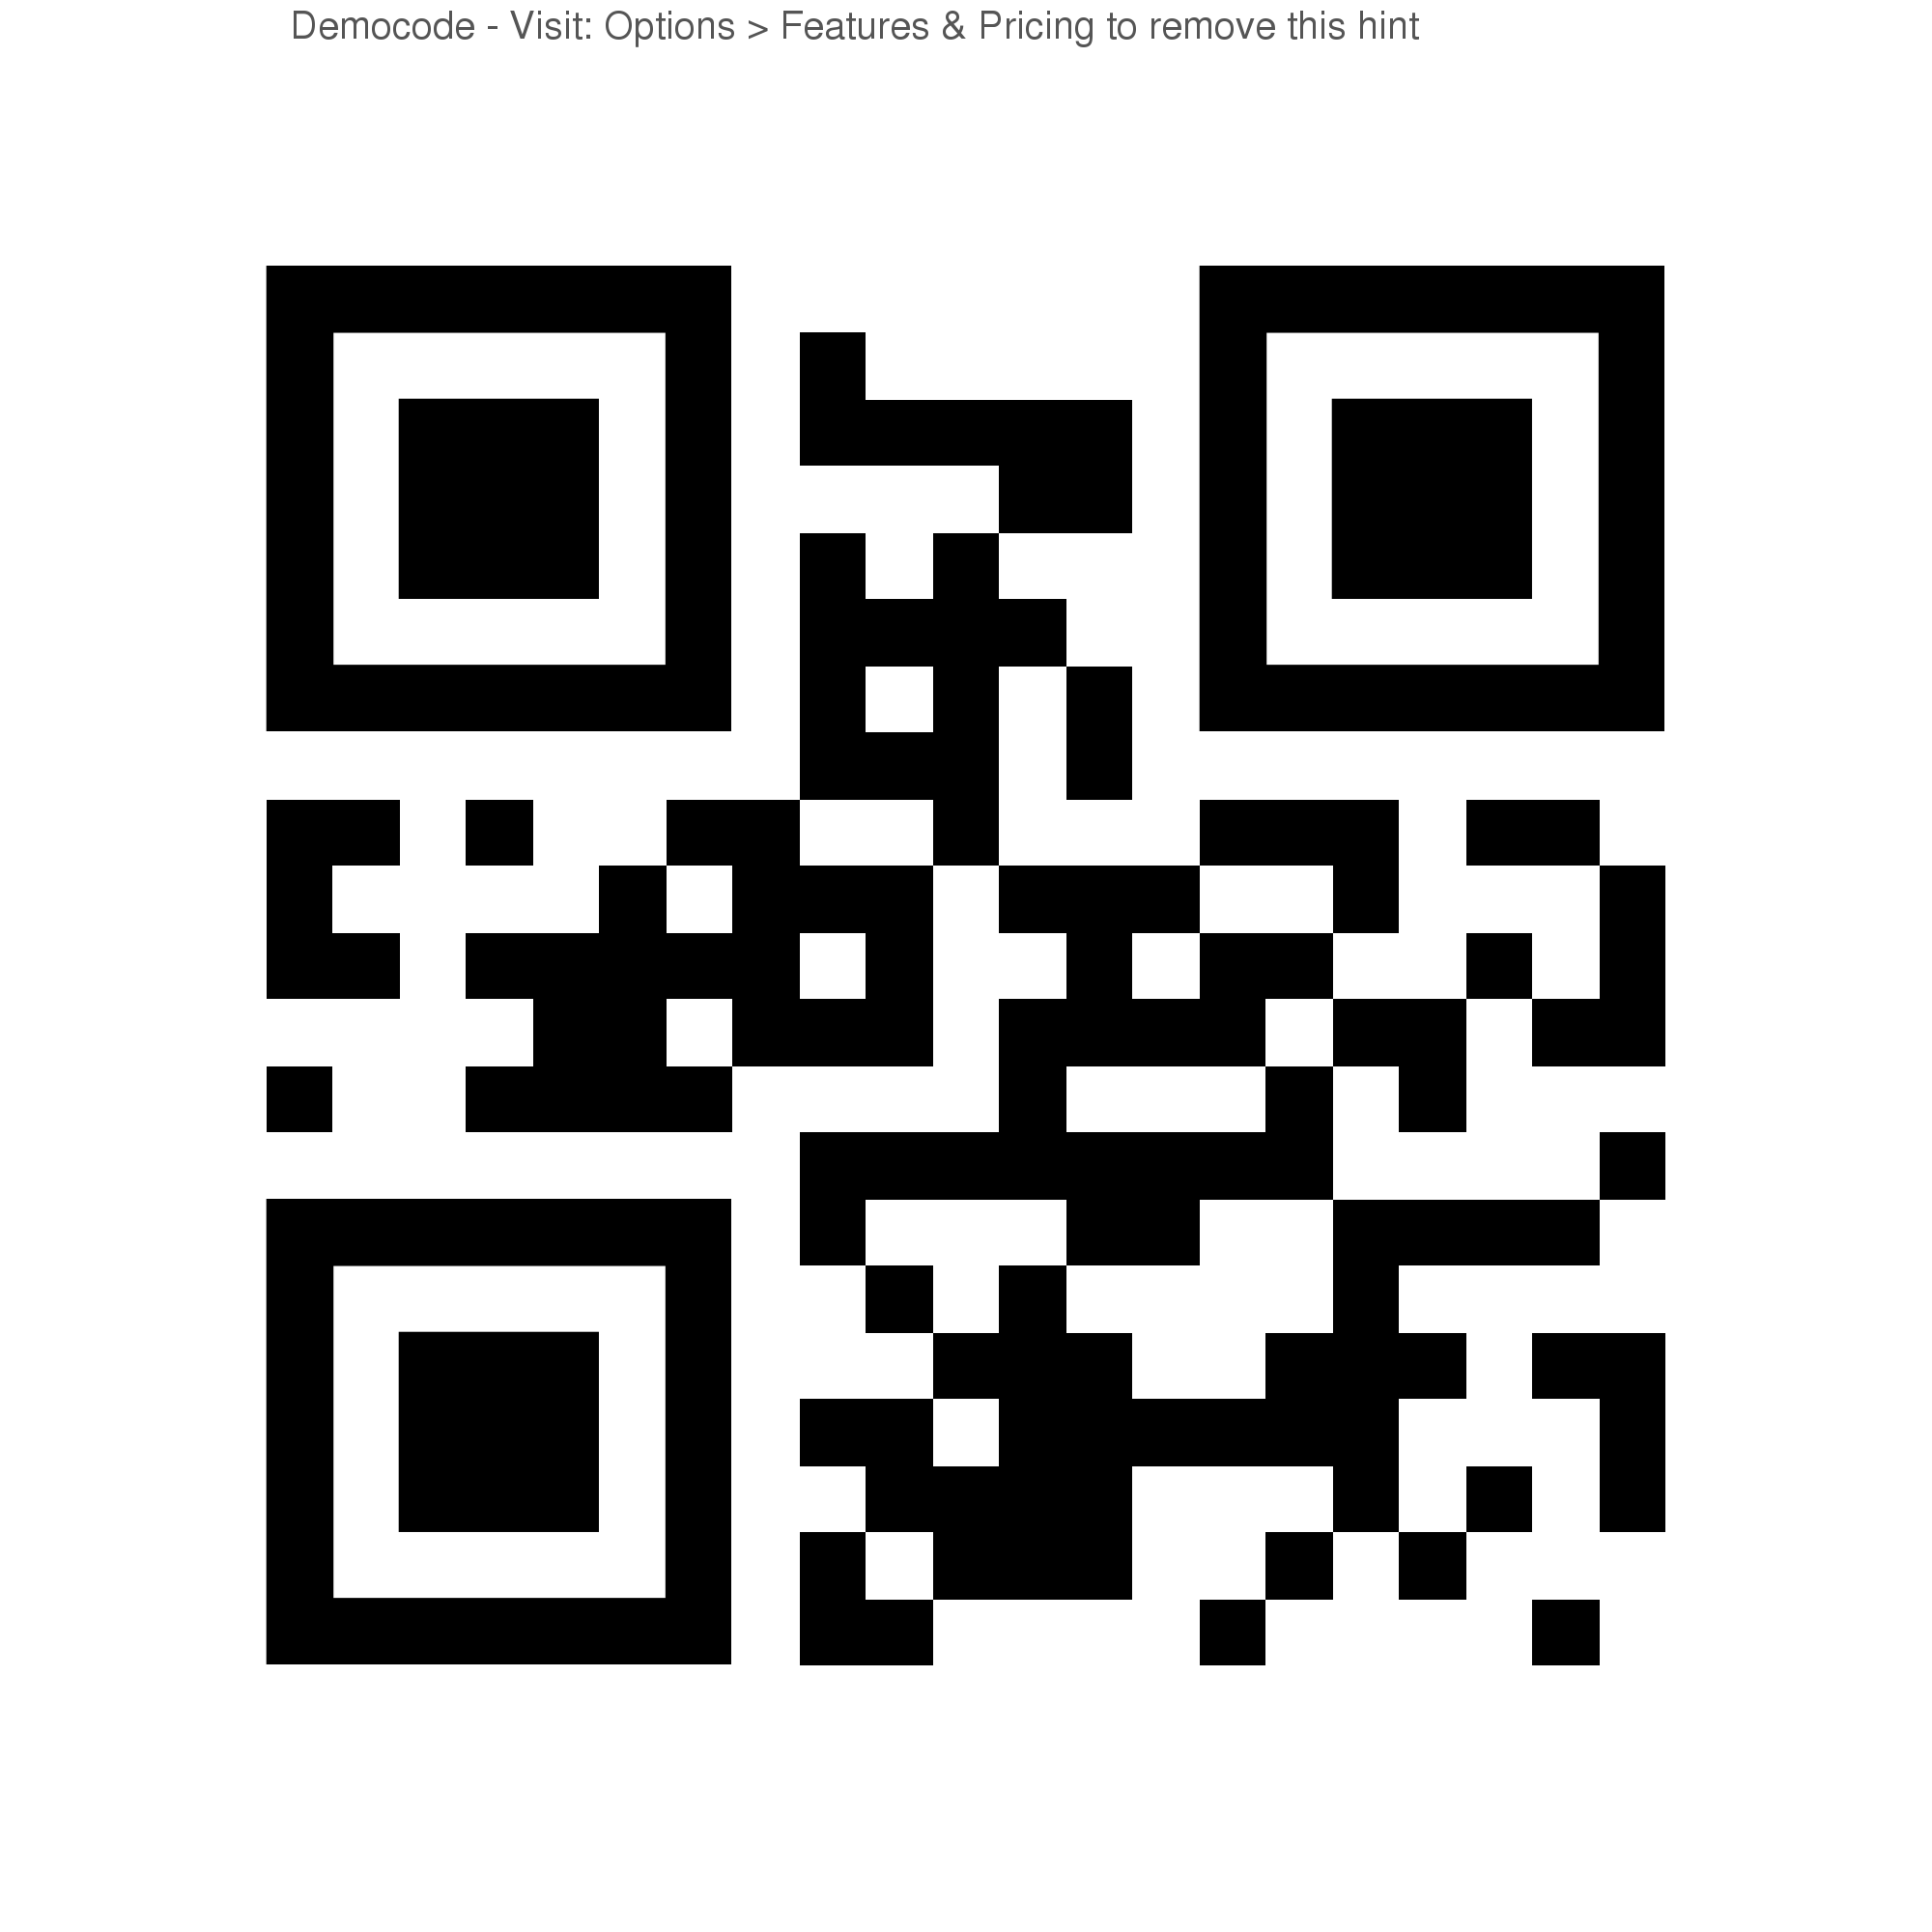 Democode - Visit: Options > Features & Pricing to remove this hint